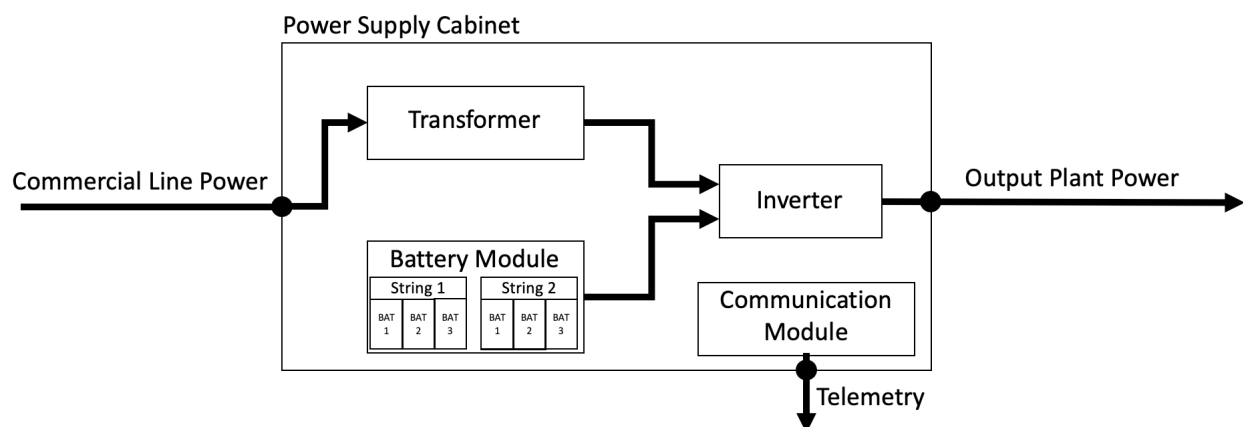 Power Supply Cabinet
Transformer
Commercial Line Power
Inverter
Output Plant Power
Battery Module
String 1
String 2
BAT 1
BAT 2
BAT 3
BAT 1
BAT 2
BAT 3
Communication
Module
Telemetry